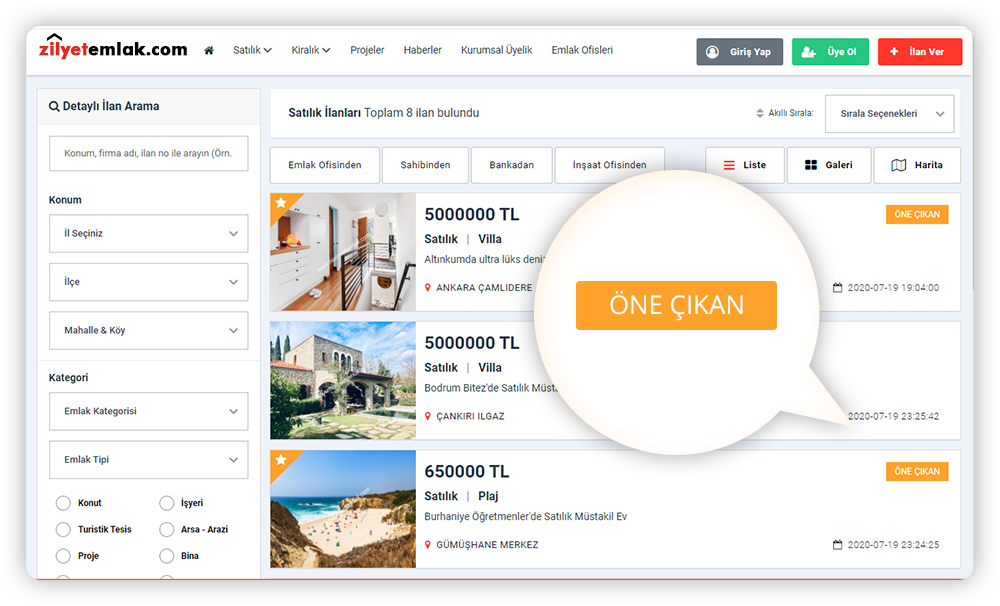 zilyetemlak.com
Satılık
Kiralık
Projeler
Haberler
Kurumsal Üyelik
Emlak Ofisleri
Giriş Yap
Üye Ol
İlan Ver
Detaylı İlan Arama
Konum, firma adı, ilan no ile arayın (Örn.
Konum
İl Seçiniz
İlçe
Mahalle & Köy
Kategori
Emlak Kategorisi
Emlak Tipi
Konut
İşyeri
Turistik Tesis
Arsa - Arazi
Proje
Bina
Satılık İlanları Toplam 8 ilan bulundu
Akıllı Sırala:
Sırala Seçenekleri
Emlak Ofisinden
Sahibinden
Bankadan
İnşaat Ofisinden
Liste
Galeri
Harita
5000000 TL
ÖNE ÇIKAN
Satılık | Villa
Altınkumda ultra lüks deniz
ANKARA ÇAMLIDERE
2020-07-19 19:04:00
ÖNE ÇIKAN
5000000 TL
Satılık | Villa
Bodrum Bitez'de Satılık Müsta
ÇANKIRI ILGAZ
2020-07-19 23:25:42
650000 TL
ÖNE ÇIKAN
Satılık | Plaj
Burhaniye Öğretmenler'de Satılık Müstakil Ev
GÜMÜŞHANE MERKEZ
2020-07-19 23:24:25